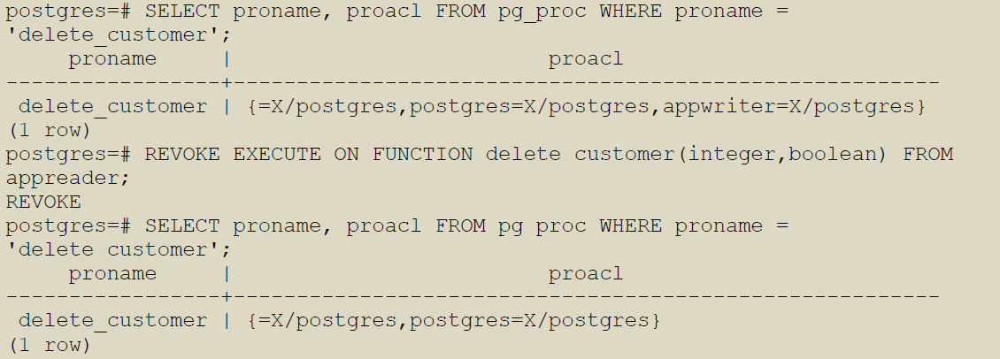 postgres=# SELECT proname, proacl FROM pg_proc WHERE proname =
'delete_customer';
     proname     |                         proacl
-----------------+--------------------------------------------------------
 delete_customer | {=X/postgres,postgres=X/postgres,appwriter=X/postgres}
(1 row)
postgres=# REVOKE EXECUTE ON FUNCTION delete customer(integer,boolean) FROM
appreader;
REVOKE
postgres=# SELECT proname, proacl FROM pg proc WHERE proname =
'delete customer';
     proname     |                         proacl
-----------------+--------------------------------------------------------
 delete_customer | {=X/postgres,postgres=X/postgres}
(1 row)